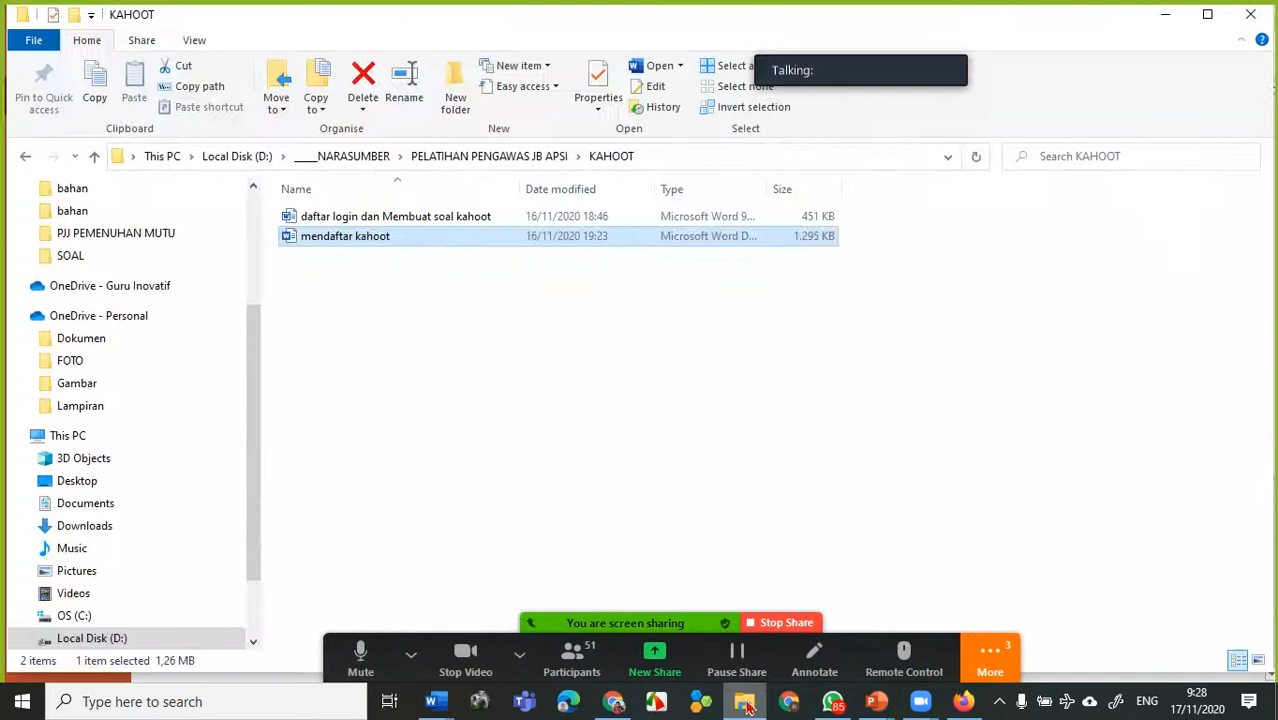 KAHOOT
File Home Share View
Pin to Quick access
Copy
Paste
Cut
Copy path
Paste shortcut
Move to
Copy to
Delete
Rename
New folder
New item
Easy access
Properties
Open
Edit
History
Select a
Select none
Invert selection
Talking:
Clipboard Organise New Open Select
This PC › Local Disk (D:) › ____NARASUMBER › PELATIHAN PENGAWAS JB APSI › KAHOOT
Search KAHOOT
Name Date modified Type Size
daftar login dan Membuat soal kahoot 16/11/2020 18:46 Microsoft Word 9... 451 KB
mendaftar kahoot 16/11/2020 19:23 Microsoft Word D... 1.295 KB
bahan
bahan
PJJ PEMENUHAN MUTU
SOAL
OneDrive - Guru Inovatif
OneDrive - Personal
Dokumen
FOTO
Gambar
Lampiran
This PC
3D Objects
Desktop
Documents
Downloads
Music
Pictures
Videos
OS (C:)
Local Disk (D:)
2 items 1 item selected 1,26 MB
You are screen sharing Stop Share
Mute
Stop Video
Participants 51
New Share
Pause Share
Annotate
Remote Control
More 3
Type here to search
85
ENG
9:28
17/11/2020